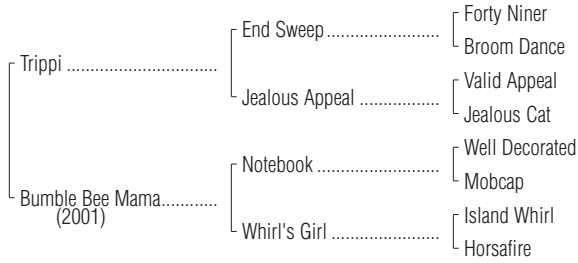 Forty Niner
End Sweep
Broom Dance
Trippi
Valid Appeal
Jealous Appeal
Jealous Cat
Well Decorated
Notebook
Mobcap
Bumble Bee Mama
(2001)
Island Whirl
Whirl's Girl
Horsafire